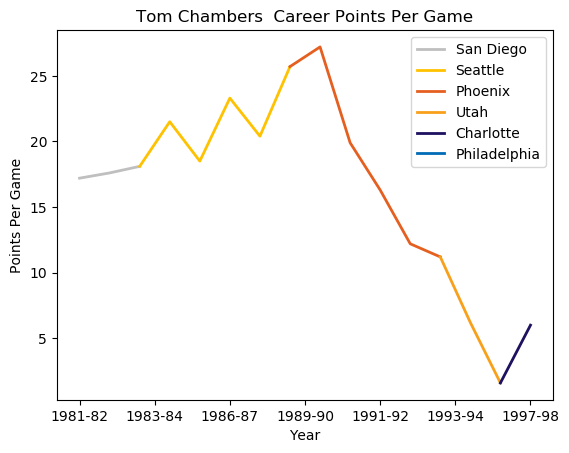 Tom Chambers  Career Points Per Game
San Diego
Seattle
Phoenix
Utah
Charlotte
Philadelphia
Points Per Game
25
20
15
10
5
1981-82 1983-84 1986-87 1989-90 1991-92 1993-94 1997-98
Year